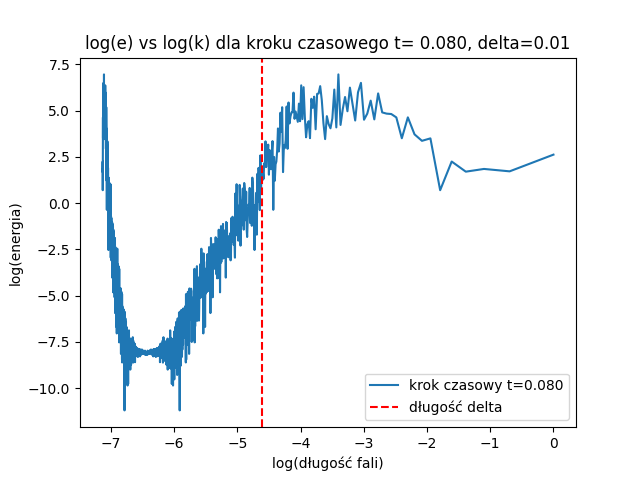 log(e) vs log(k) dla kroku czasowego t= 0.080, delta=0.01
7.5
5.0
2.5
0.0
−2.5
−5.0
−7.5
−10.0
log(energia)
krok czasowy t=0.080
długość delta
−7 −6 −5 −4 −3 −2 −1 0
log(długość fali)